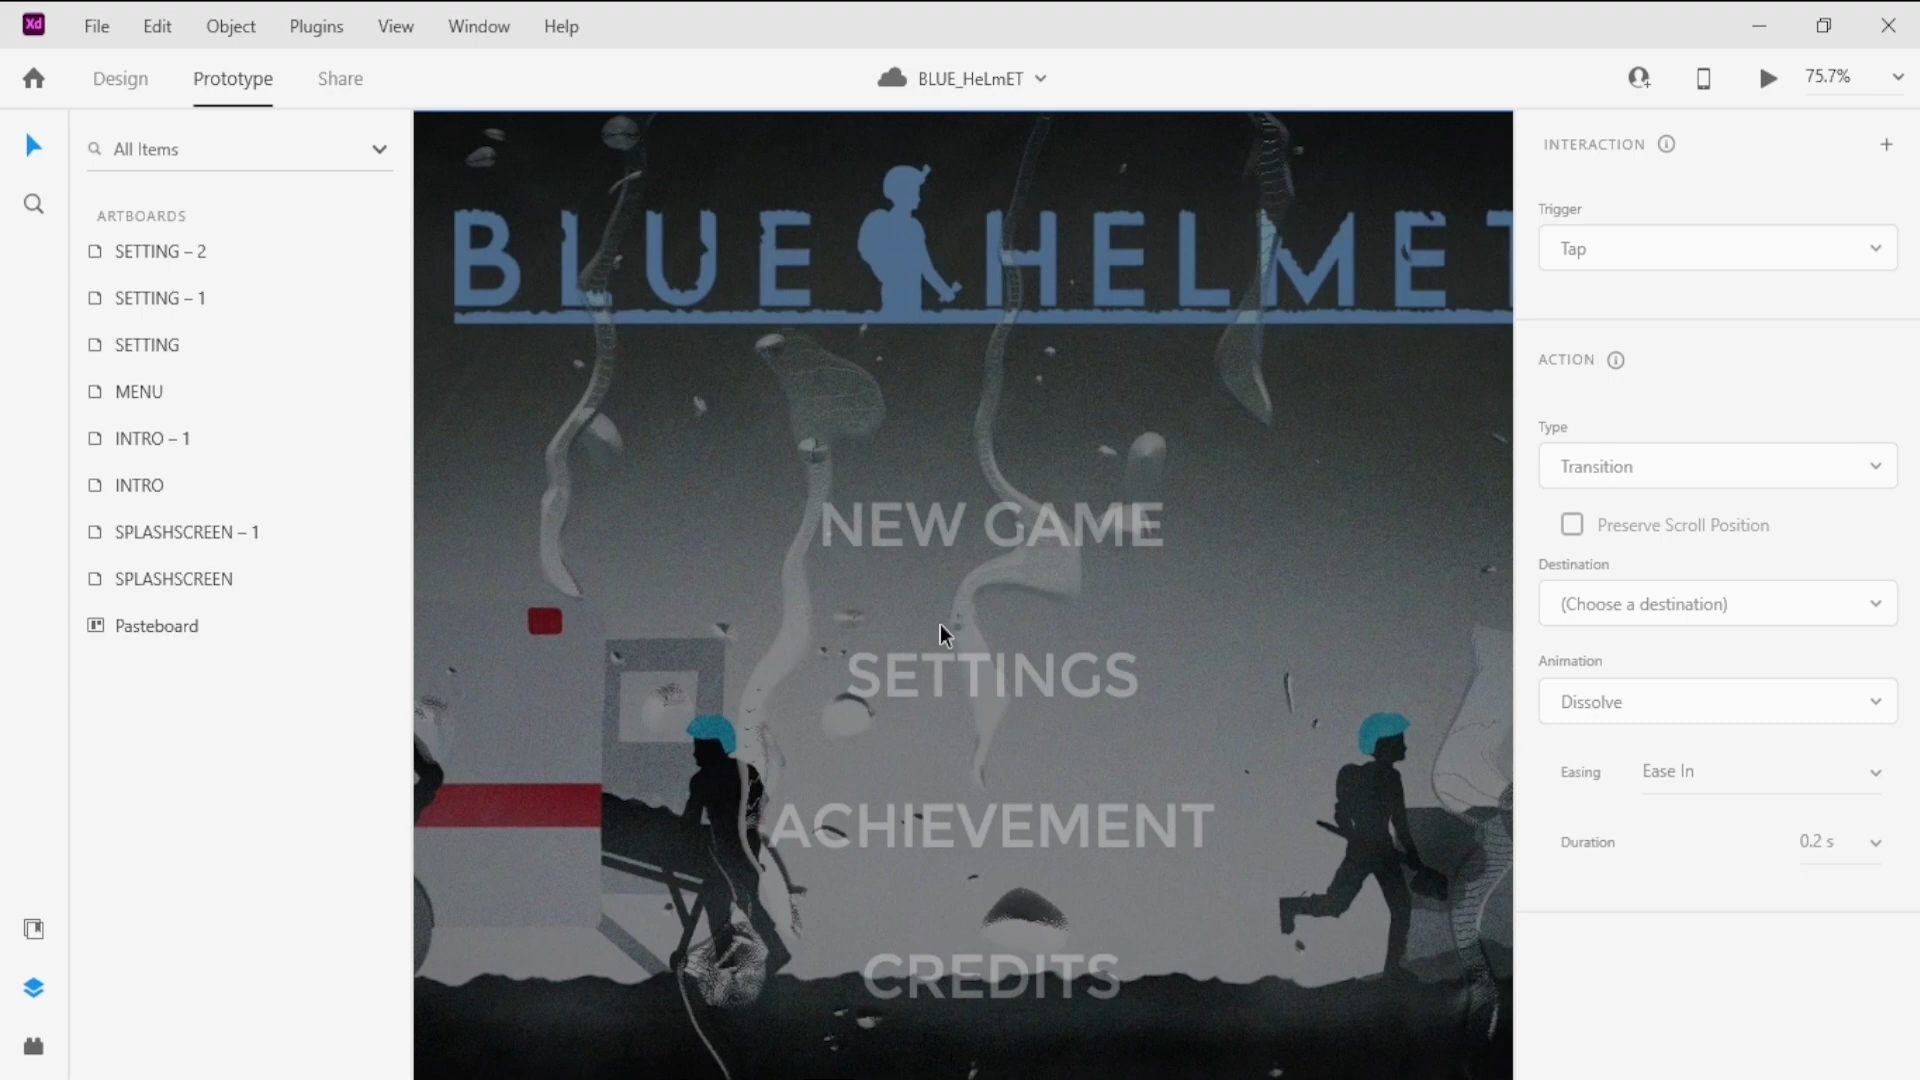 Xd File Edit Object Plugins View Window Help
Design Prototype Share BLUE_HeLmET 75.7%
All Items
ARTBOARDS
SETTING – 2
SETTING – 1
SETTING
MENU
INTRO – 1
INTRO
SPLASHSCREEN – 1
SPLASHSCREEN
Pasteboard
BLUE HELMET
NEW GAME
SETTINGS
ACHIEVEMENT
CREDITS
INTERACTION
Trigger
Tap
ACTION
Type
Transition
Preserve Scroll Position
Destination
(Choose a destination)
Animation
Dissolve
Easing Ease In
Duration 0.2 s